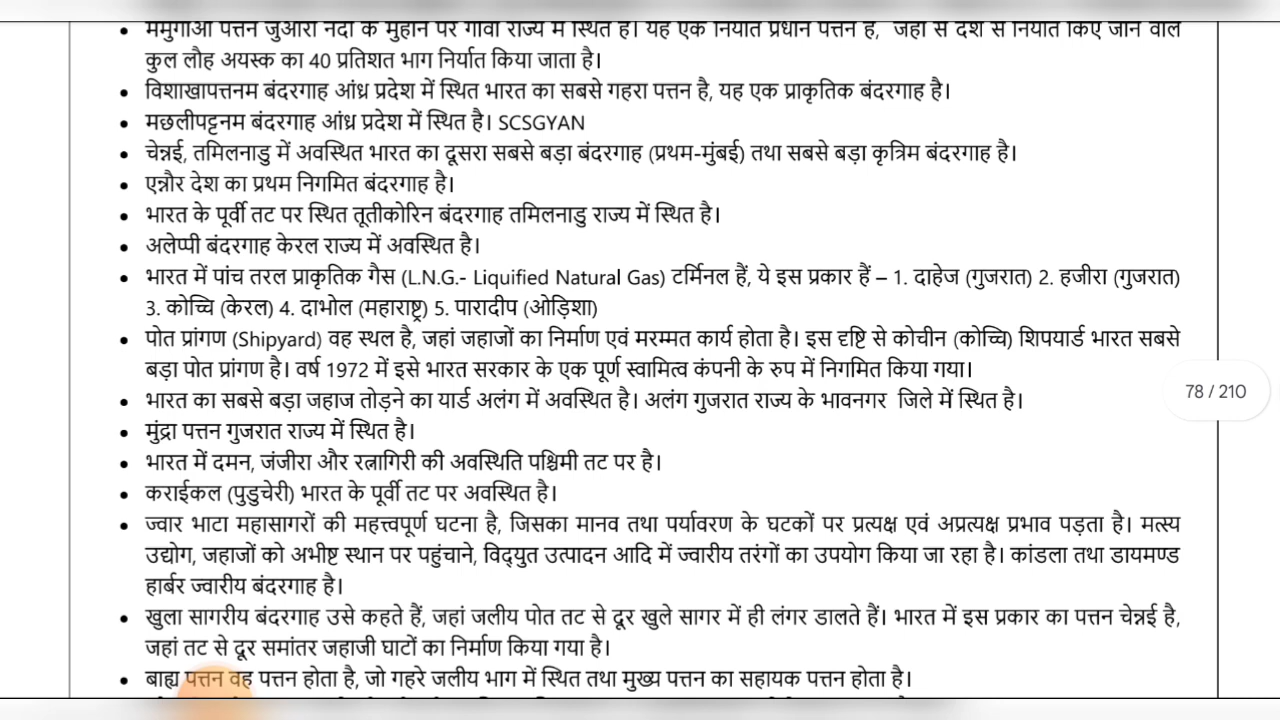 • मर्मुगाओ पत्तन जुआरी नदी के मुहाने पर गोवा राज्य में स्थित है। यह एक निर्यात प्रधान पत्तन है, जहां से देश से निर्यात किए जाने वाले
कुल लौह अयस्क का 40 प्रतिशत भाग निर्यात किया जाता है।
• विशाखापत्तनम बंदरगाह आंध्र प्रदेश में स्थित भारत का सबसे गहरा पत्तन है, यह एक प्राकृतिक बंदरगाह है।
• मछलीपट्टनम बंदरगाह आंध्र प्रदेश में स्थित है। SCSGYAN
• चेन्नई, तमिलनाडु में अवस्थित भारत का दूसरा सबसे बड़ा बंदरगाह (प्रथम-मुंबई) तथा सबसे बड़ा कृत्रिम बंदरगाह है।
• एन्नौर देश का प्रथम निगमित बंदरगाह है।
• भारत के पूर्वी तट पर स्थित तूतीकोरिन बंदरगाह तमिलनाडु राज्य में स्थित है।
• अलेप्पी बंदरगाह केरल राज्य में अवस्थित है।
• भारत में पांच तरल प्राकृतिक गैस (L.N.G.- Liquified Natural Gas) टर्मिनल हैं, ये इस प्रकार हैं – 1. दाहेज (गुजरात) 2. हजीरा (गुजरात)
3. कोच्चि (केरल) 4. दाभोल (महाराष्ट्र) 5. पारादीप (ओड़िशा)
• पोत प्रांगण (Shipyard) वह स्थल है, जहां जहाजों का निर्माण एवं मरम्मत कार्य होता है। इस दृष्टि से कोचीन (कोच्चि) शिपयार्ड भारत सबसे
बड़ा पोत प्रांगण है। वर्ष 1972 में इसे भारत सरकार के एक पूर्ण स्वामित्व कंपनी के रुप में निगमित किया गया।
• भारत का सबसे बड़ा जहाज तोड़ने का यार्ड अलंग में अवस्थित है। अलंग गुजरात राज्य के भावनगर जिले में स्थित है।
78 / 210
• मुंद्रा पत्तन गुजरात राज्य में स्थित है।
• भारत में दमन, जंजीरा और रत्नागिरी की अवस्थिति पश्चिमी तट पर है।
• कराईकल (पुडुचेरी) भारत के पूर्वी तट पर अवस्थित है।
• ज्वार भाटा महासागरों की महत्त्वपूर्ण घटना है, जिसका मानव तथा पर्यावरण के घटकों पर प्रत्यक्ष एवं अप्रत्यक्ष प्रभाव पड़ता है। मत्स्य
उद्योग, जहाजों को अभीष्ट स्थान पर पहुंचाने, विद्युत उत्पादन आदि में ज्वारीय तरंगों का उपयोग किया जा रहा है। कांडला तथा डायमण्ड
हार्बर ज्वारीय बंदरगाह है।
• खुला सागरीय बंदरगाह उसे कहते हैं, जहां जलीय पोत तट से दूर खुले सागर में ही लंगर डालते हैं। भारत में इस प्रकार का पत्तन चेन्नई है,
जहां तट से दूर समांतर जहाजी घाटों का निर्माण किया गया है।
• बाह्य पत्तन वह पत्तन होता है, जो गहरे जलीय भाग में स्थित तथा मुख्य पत्तन का सहायक पत्तन होता है।